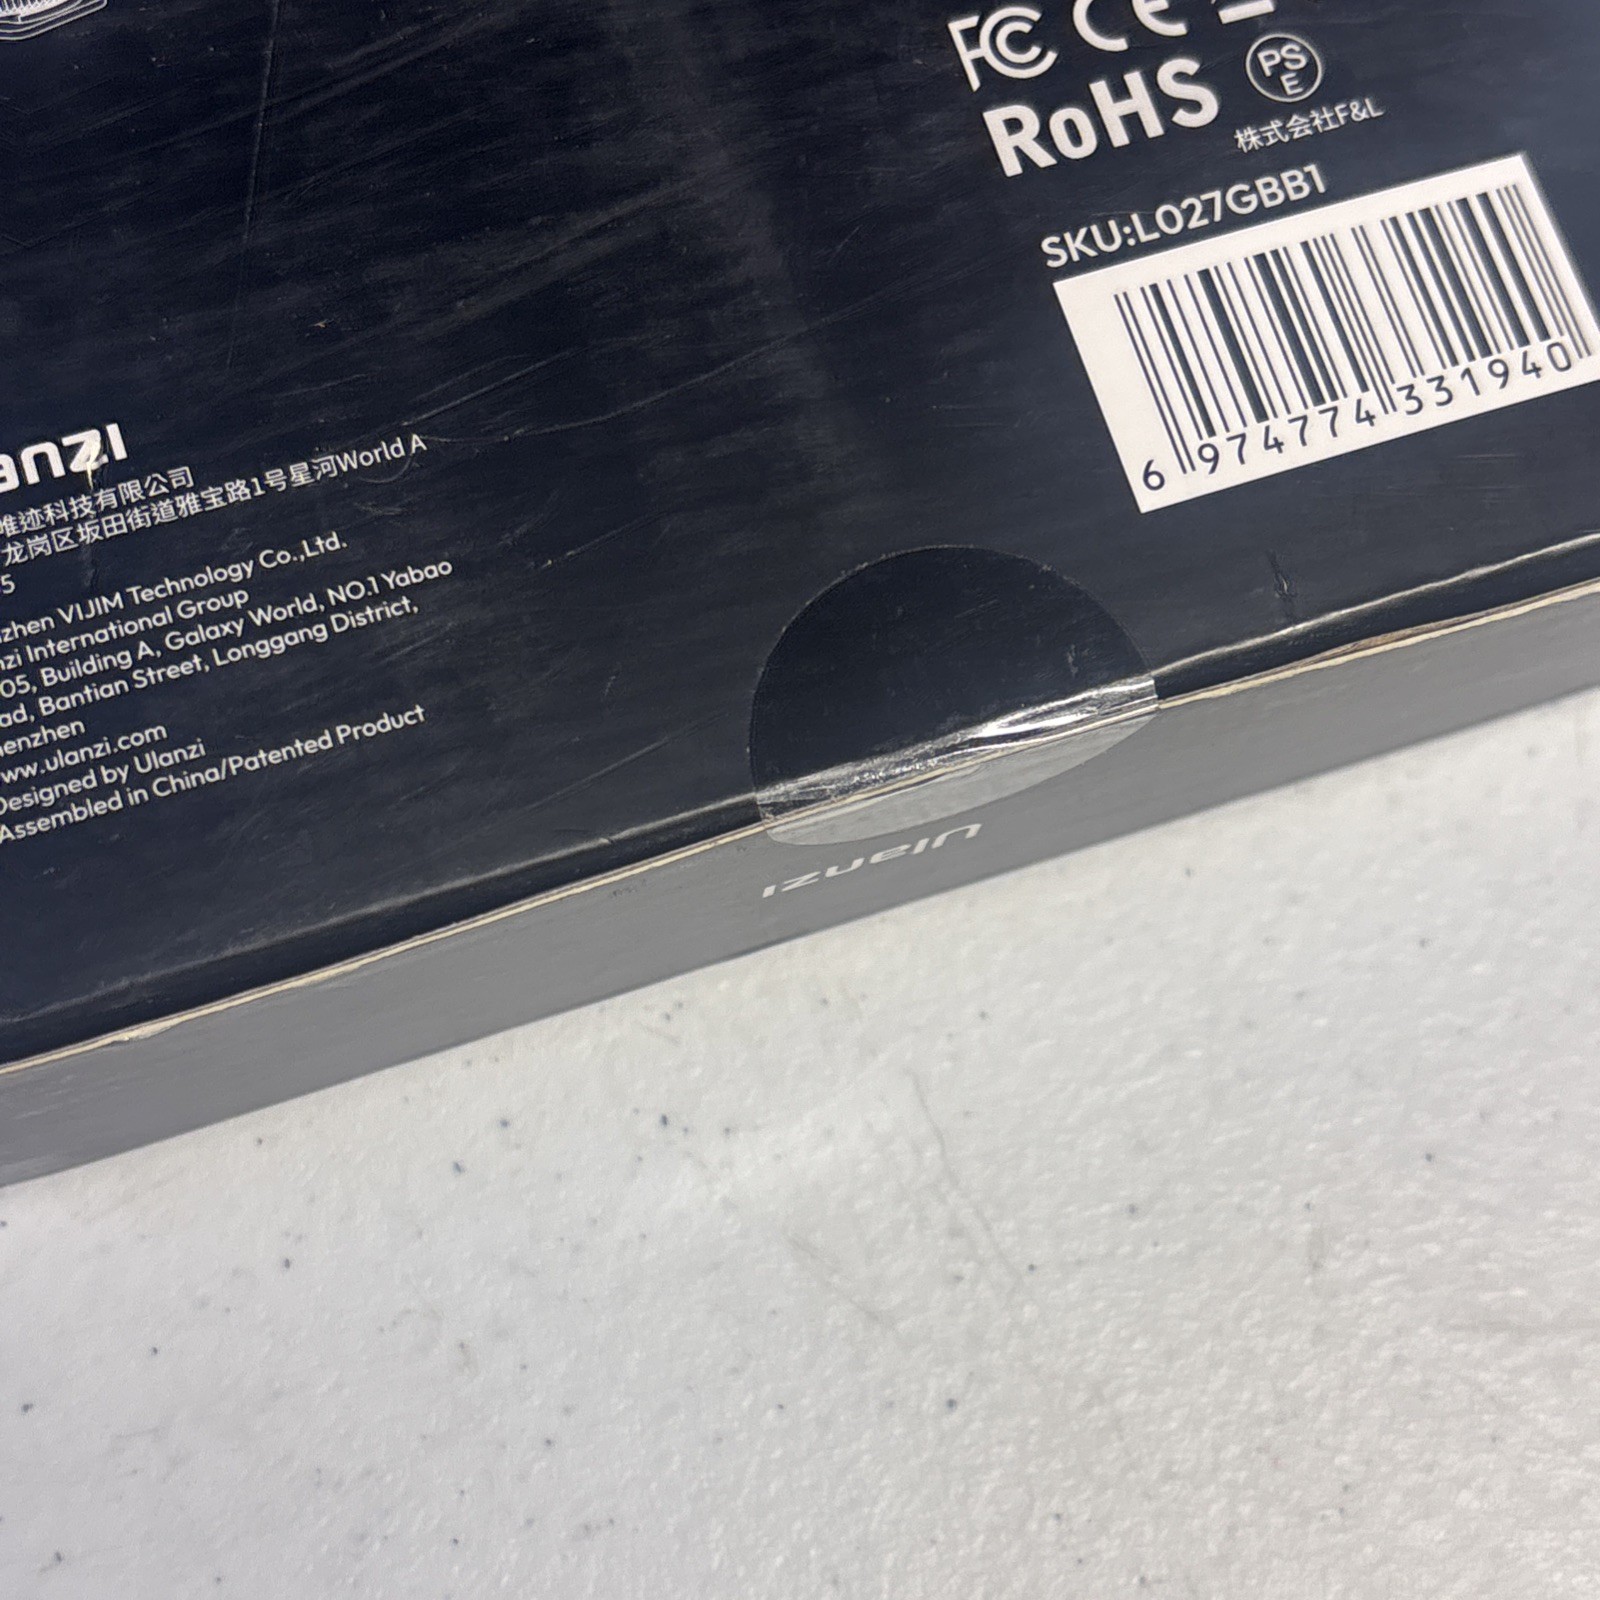 FC CE
RoHS
PS
E
株式会社F&L
SKU:L027GBB1
6 974774 331940
anzi
唯迹科技有限公司
龙岗区坂田街道雅宝路1号星河World A
5
zhen VIJIM Technology Co.,Ltd.
nzi International Group
05, Building A, Galaxy World, NO.1 Yabao
ad, Bantian Street, Longgang District,
henzhen
ww.ulanzi.com
Designed by Ulanzi
Assembled in China/Patented Product
Ulanzi